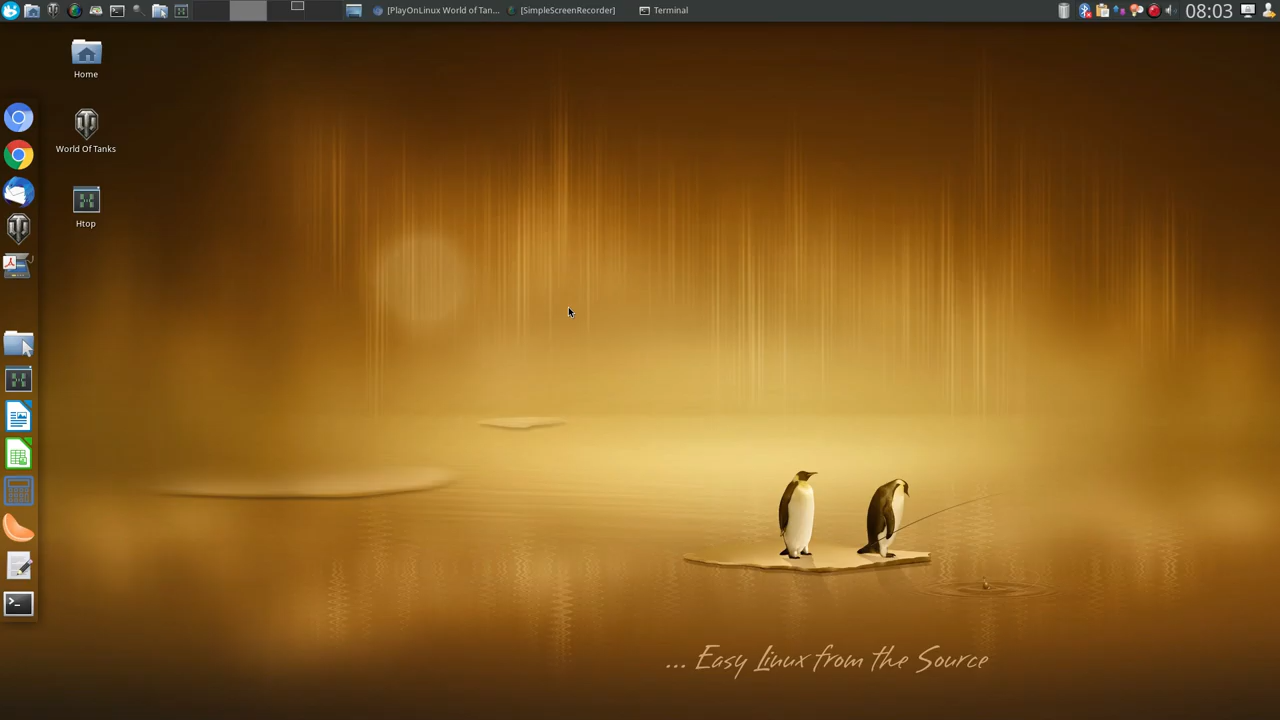 [PlayOnLinux World of Tan...
[SimpleScreenRecorder]
Terminal
08:03
Home
World Of Tanks
Htop
... Easy Linux from the Source